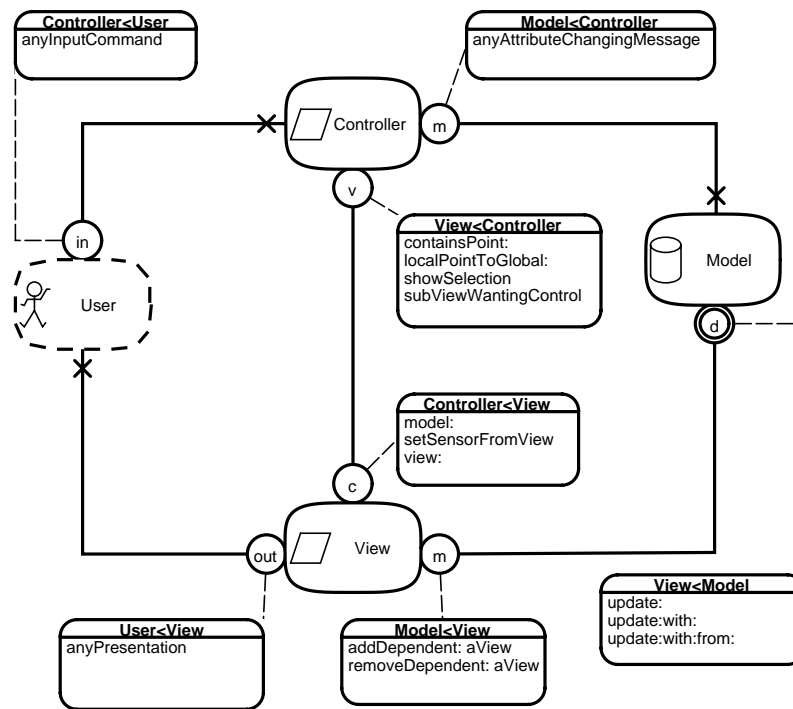 Controller<User
anyInputCommand
Model<Controller
anyAttributeChangingMessage
Controller
m
v
in
User
View<Controller
containsPoint:
localPointToGlobal:
showSelection
subViewWantingControl
Model
d
Controller<View
model:
setSensorFromView
view:
c
out
View
m
User<View
anyPresentation
Model<View
addDependent: aView
removeDependent: aView
View<Model
update:
update:with:
update:with:from: